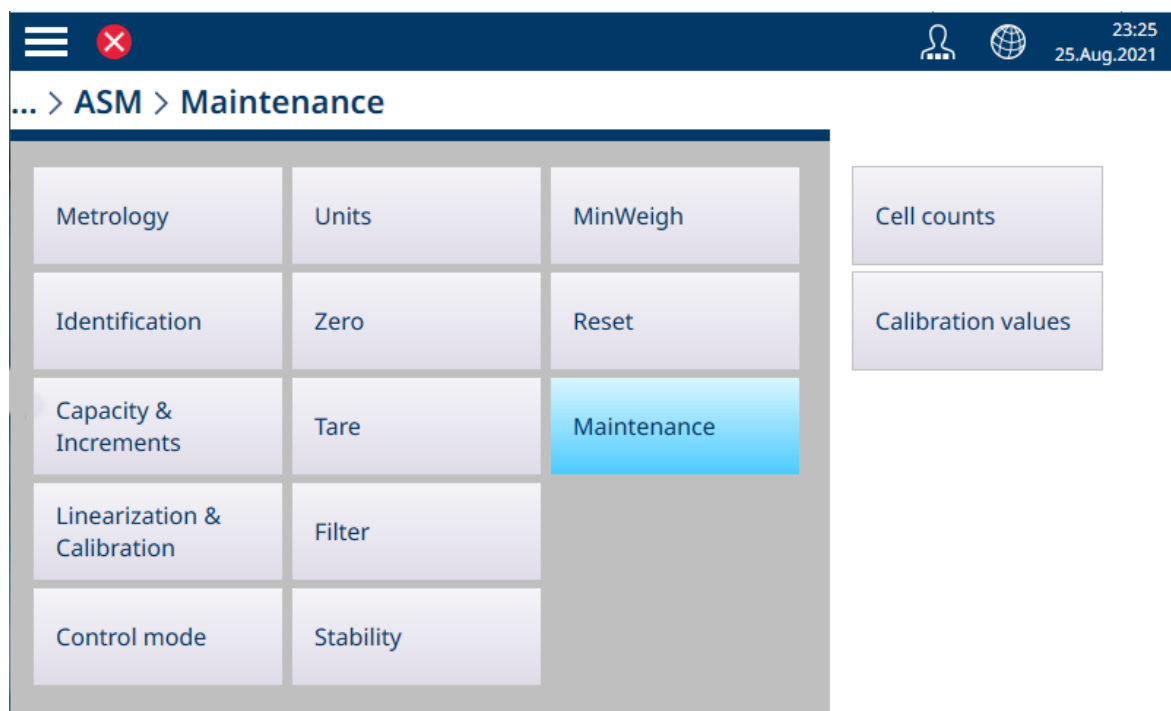 23:25
25.Aug.2021
... > ASM > Maintenance
Metrology
Units
MinWeigh
Cell counts
Identification
Zero
Reset
Calibration values
Capacity &
Increments
Tare
Maintenance
Linearization &
Calibration
Filter
Control mode
Stability